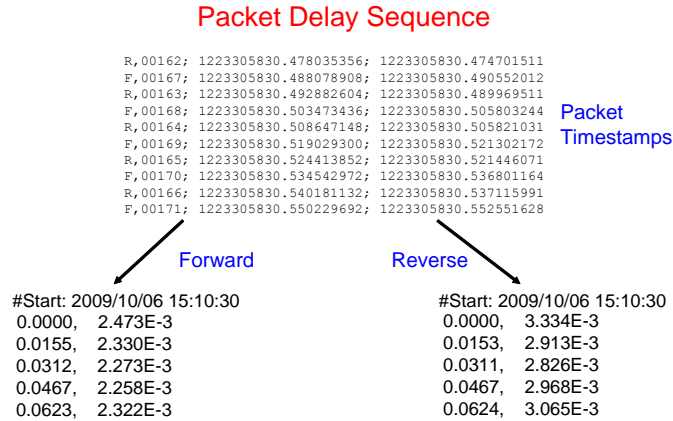 Packet Delay Sequence
R,00162; 1223305830.478035356; 1223305830.474701511
F,00167; 1223305830.488078908; 1223305830.490552012
R,00163; 1223305830.492882604; 1223305830.489969511
F,00168; 1223305830.503473436; 1223305830.505803244
R,00164; 1223305830.508647148; 1223305830.505821031
F,00169; 1223305830.519029300; 1223305830.521302172
R,00165; 1223305830.524413852; 1223305830.521446071
F,00170; 1223305830.534542972; 1223305830.536801164
R,00166; 1223305830.540181132; 1223305830.537115991
F,00171; 1223305830.550229692; 1223305830.552551628
Packet
Timestamps
Forward
Reverse
#Start: 2009/10/06 15:10:30
0.0000, 2.473E-3
0.0155, 2.330E-3
0.0312, 2.273E-3
0.0467, 2.258E-3
0.0623, 2.322E-3
#Start: 2009/10/06 15:10:30
0.0000, 3.334E-3
0.0153, 2.913E-3
0.0311, 2.826E-3
0.0467, 2.968E-3
0.0624, 3.065E-3